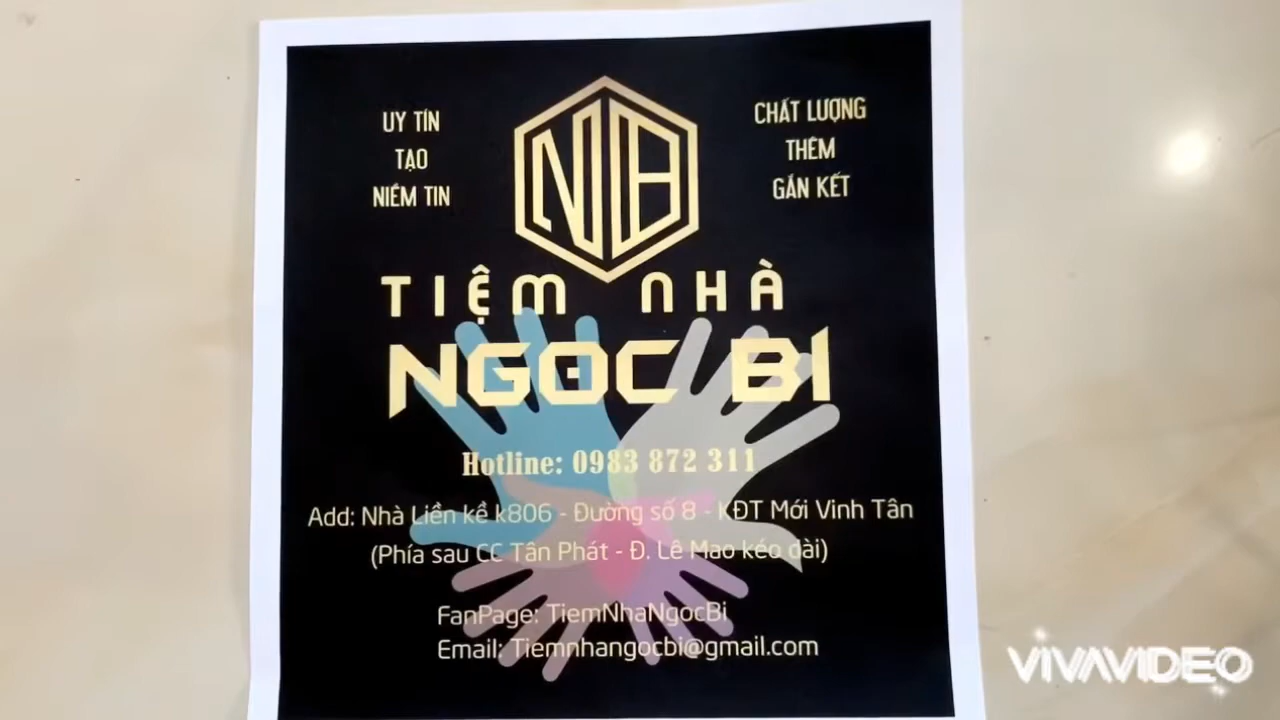 UY TÍN
TẠO
NIỀM TIN
NB
CHẤT LƯỢNG
THÊM
GẮN KẾT
TIỆM NHÀ
NGOC BI
Hotline: 0983 872 311
Add: Nhà Liền kề k806 - Đường số 8 - KĐT Mới Vinh Tân
(Phía sau CC Tân Phát - Đ. Lê Mao kéo dài)
FanPage: TiemNhaNgocBi
Email: Tiemnhangocbi@gmail.com
VIVAVIDEO